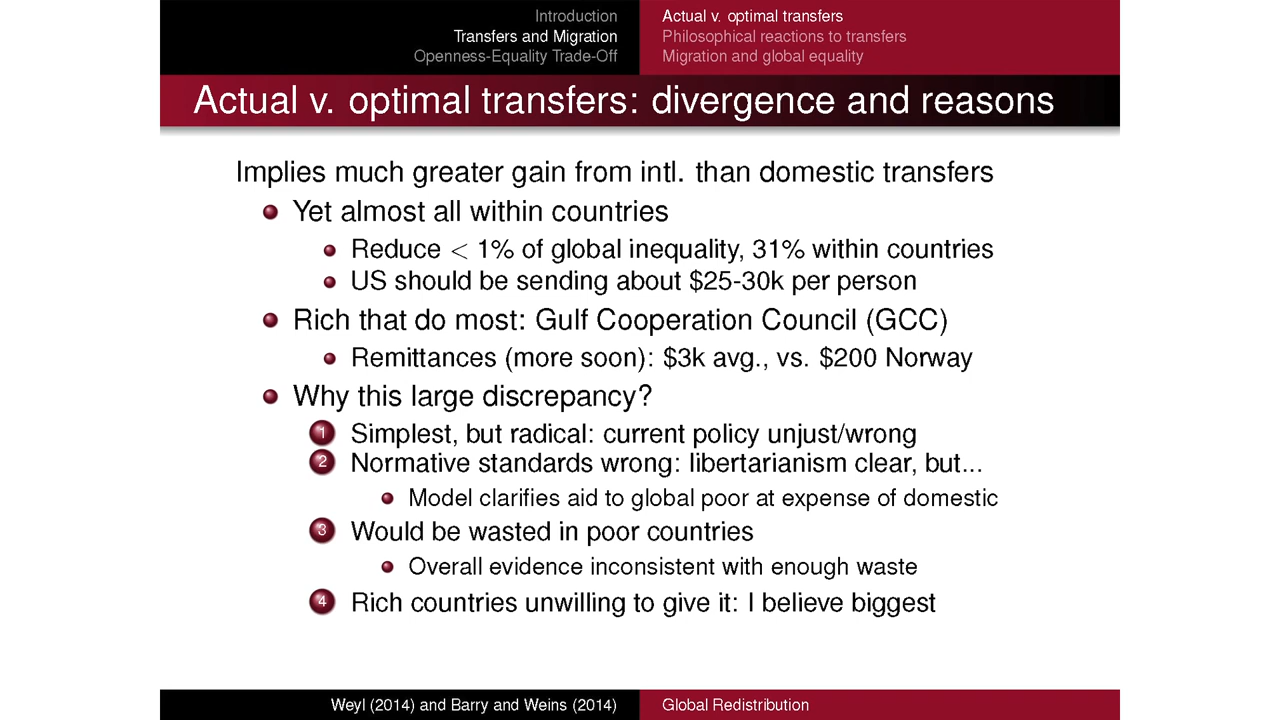 Introduction
Transfers and Migration
Openness-Equality Trade-Off
Actual v. optimal transfers
Philosophical reactions to transfers
Migration and global equality
Actual v. optimal transfers: divergence and reasons
Implies much greater gain from intl. than domestic transfers
Yet almost all within countries
Reduce < 1% of global inequality, 31% within countries
US should be sending about $25-30k per person
Rich that do most: Gulf Cooperation Council (GCC)
Remittances (more soon): $3k avg., vs. $200 Norway
Why this large discrepancy?
1 Simplest, but radical: current policy unjust/wrong
2 Normative standards wrong: libertarianism clear, but...
Model clarifies aid to global poor at expense of domestic
3 Would be wasted in poor countries
Overall evidence inconsistent with enough waste
4 Rich countries unwilling to give it: I believe biggest
Weyl (2014) and Barry and Weins (2014)
Global Redistribution